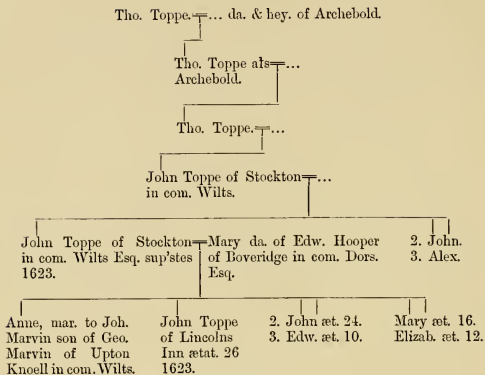 Tho. Toppe.=... da. & hey. of Archebold.
Tho. Toppe als=...
Archebold.
Tho. Toppe.=...
John Toppe of Stockton=...
in com. Wilts.
John Toppe of Stockton=Mary da. of Edw. Hooper
in com. Wilts Esq. sup'stes of Boveridge in com. Dors.
1623. Esq.
2. John.
3. Alex.
Anne, mar. to Joh.
Marvin son of Geo.
Marvin of Upton
Knoell in com. Wilts.
John Toppe
of Lincolns
Inn ætat. 26
1623.
2. John æt. 24.
3. Edw. æt. 10.
Mary æt. 16.
Elizab. æt. 12.